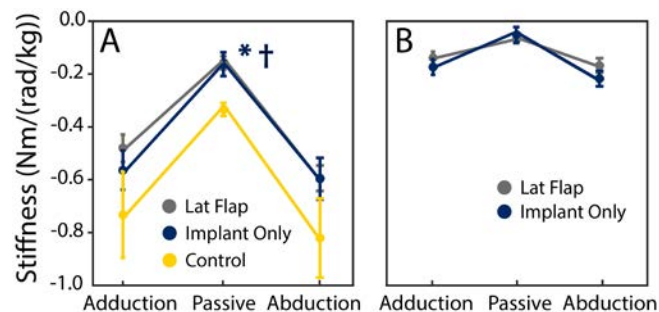 A
B
* †
Stiffness (Nm/(rad/kg))
0.0
-0.2
-0.4
-0.6
-0.8
-1.0
Lat Flap
Implant Only
Control
Lat Flap
Implant Only
Adduction Passive Abduction
Adduction Passive Abduction